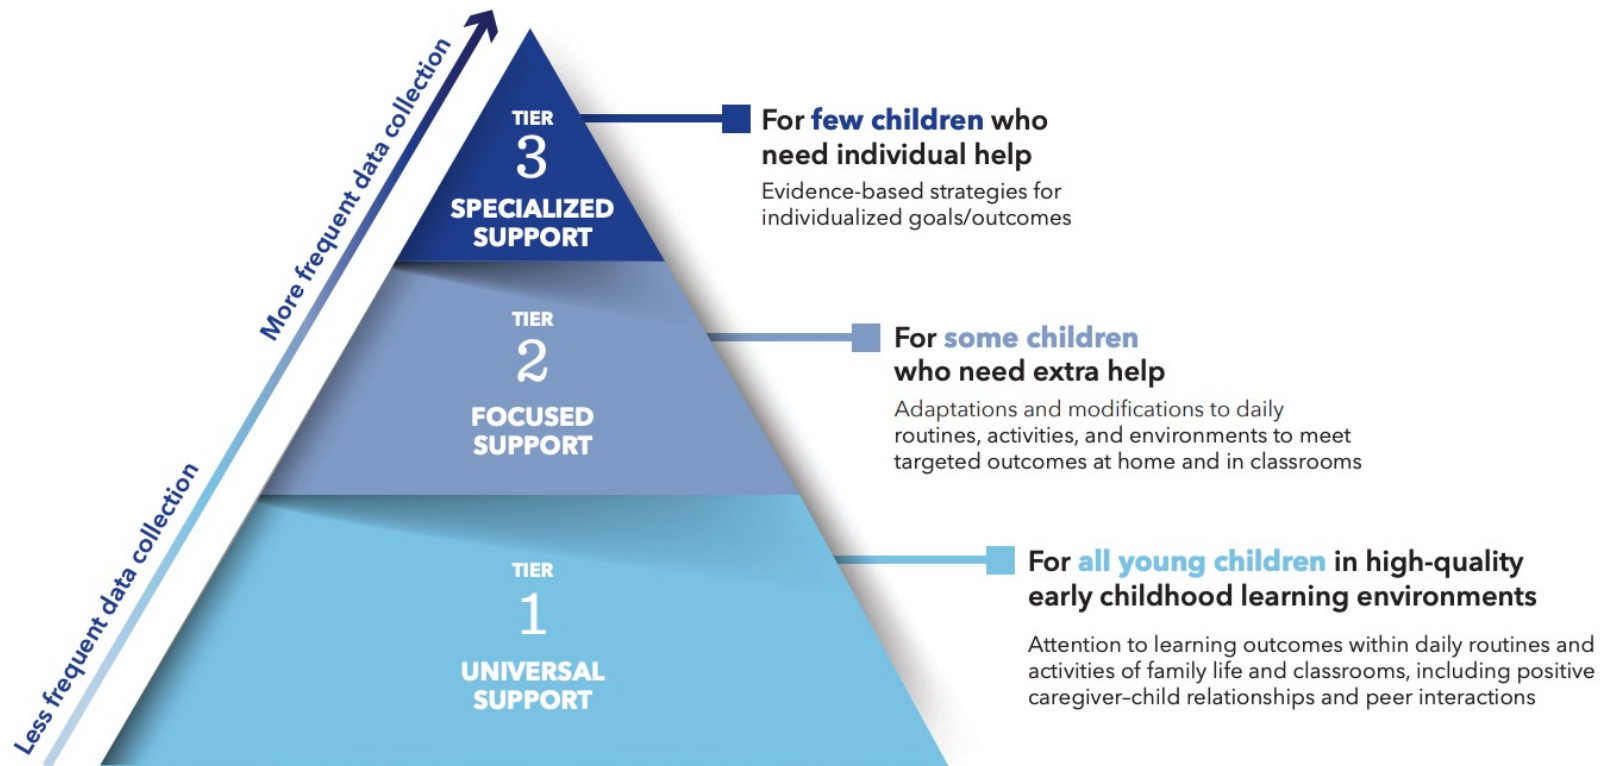 More frequent data collection
Less frequent data collection
TIER
3
SPECIALIZED
SUPPORT
For few children who
need individual help
Evidence-based strategies for
individualized goals/outcomes
TIER
2
FOCUSED
SUPPORT
For some children
who need extra help
Adaptations and modifications to daily
routines, activities, and environments to meet
targeted outcomes at home and in classrooms
TIER
1
UNIVERSAL
SUPPORT
For all young children in high-quality
early childhood learning environments
Attention to learning outcomes within daily routines and
activities of family life and classrooms, including positive
caregiver–child relationships and peer interactions